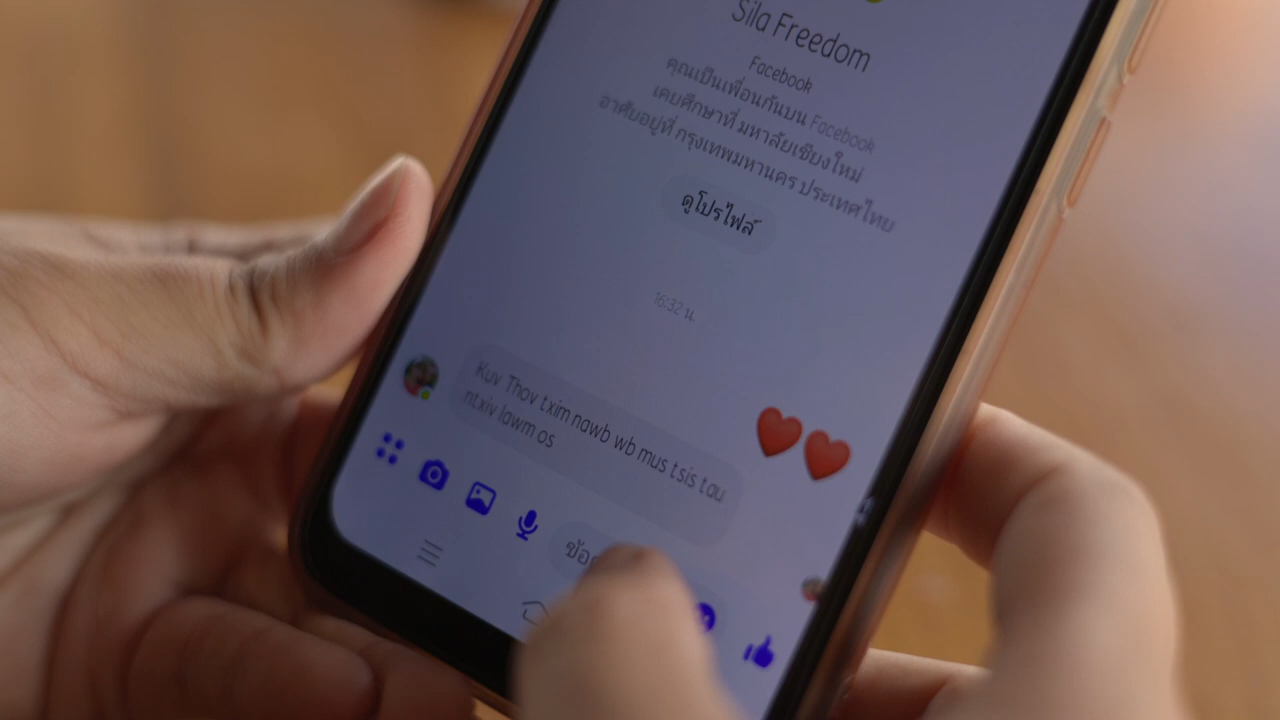 Sila Freedom
Facebook
คุณเป็นเพื่อนกันบน Facebook
เคยศึกษาที่ มหาลัยเชียงใหม่
อาศัยอยู่ที่ กรุงเทพมหานคร ประเทศไทย
ดูโปรไฟล์
16:32 น.
Kuv Thov txim nawb wb mus tsis tau
ntxiv lawm os